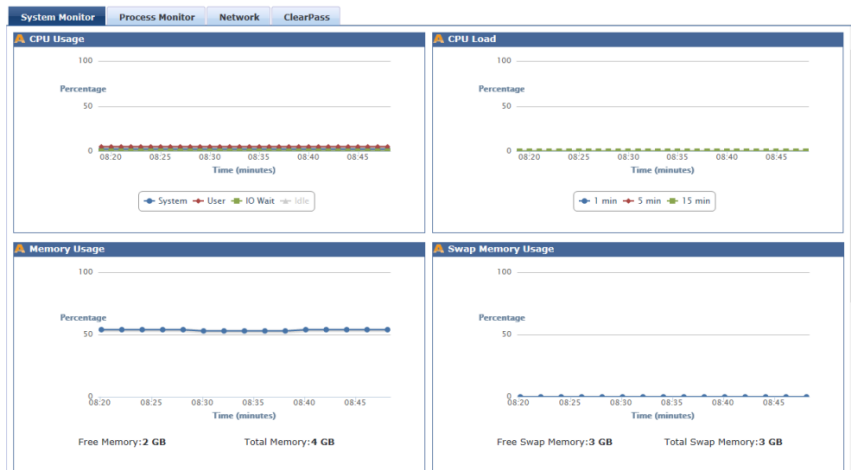 System Monitor Process Monitor Network ClearPass
CPU Usage
100
Percentage
50
0
08:20 08:25 08:30 08:35 08:40 08:45
Time (minutes)
System User IO Wait Idle
CPU Load
100
Percentage
50
0
08:20 08:25 08:30 08:35 08:40 08:45
Time (minutes)
1 min 5 min 15 min
Memory Usage
100
Percentage
50
0
08:20 08:25 08:30 08:35 08:40 08:45
Time (minutes)
Free Memory:2 GB Total Memory:4 GB
Swap Memory Usage
100
Percentage
50
0
08:20 08:25 08:30 08:35 08:40 08:45
Time (minutes)
Free Swap Memory:3 GB Total Swap Memory:3 GB